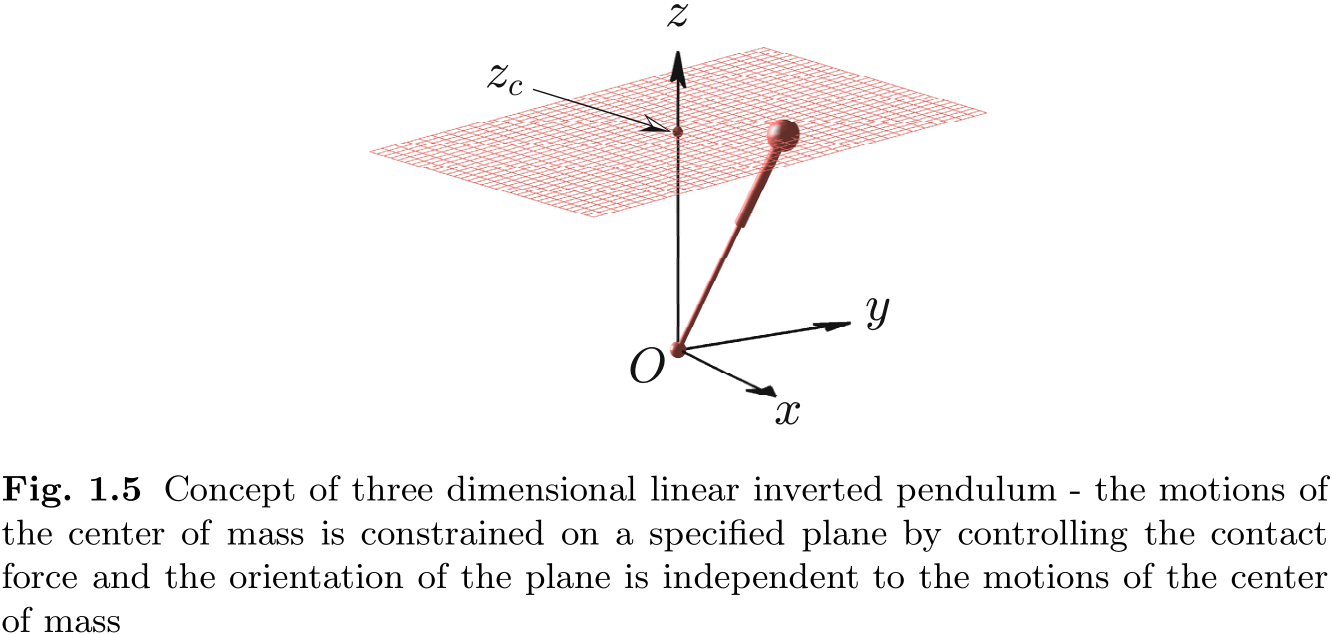 z
z_c
y
O
x
Fig. 1.5 Concept of three dimensional linear inverted pendulum - the motions of
the center of mass is constrained on a specified plane by controlling the contact
force and the orientation of the plane is independent to the motions of the center
of mass